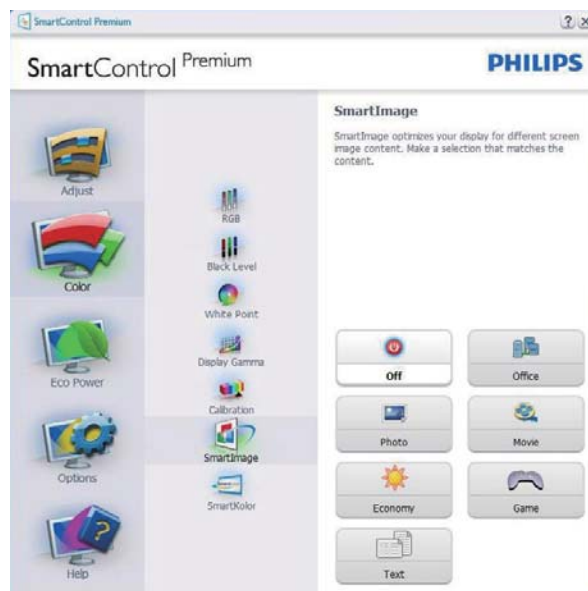 SmartControl Premium
? X
SmartControl Premium
PHILIPS
Adjust
Color
Eco Power
Options
Help
RGB
Black Level
White Point
Display Gamma
Calibration
SmartImage
SmartKolor
SmartImage
SmartImage optimizes your display for different screen
image content. Make a selection that matches the
content.
Off
Office
Photo
Movie
Economy
Game
Text